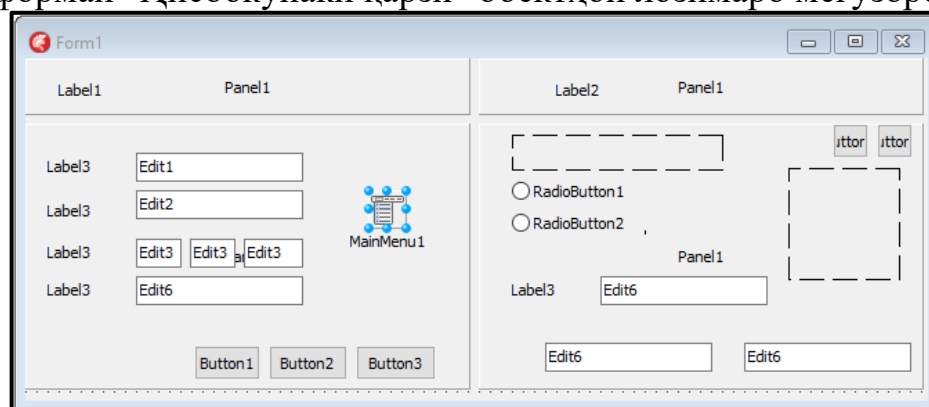 Form1
Label1 Panel1
Label2 Panel1
Label3 Edit1
Label3 Edit2
Label3 Edit3 Edit3 Edit3
Label3 Edit6
MainMenu1
Button1 Button2 Button3
RadioButton1
RadioButton2
Panel1
Label3 Edit6
Edit6 Edit6